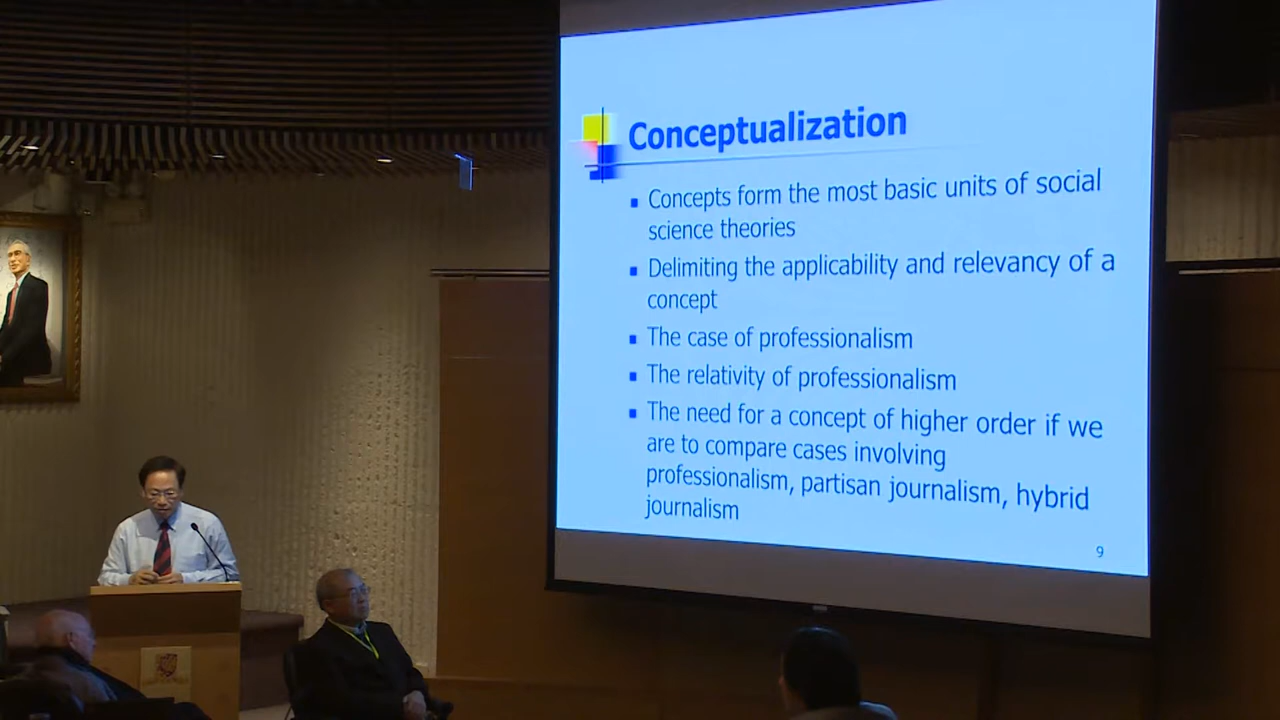 Conceptualization
Concepts form the most basic units of social
science theories
Delimiting the applicability and relevancy of a
concept
The case of professionalism
The relativity of professionalism
The need for a concept of higher order if we
are to compare cases involving
professionalism, partisan journalism, hybrid
journalism
9